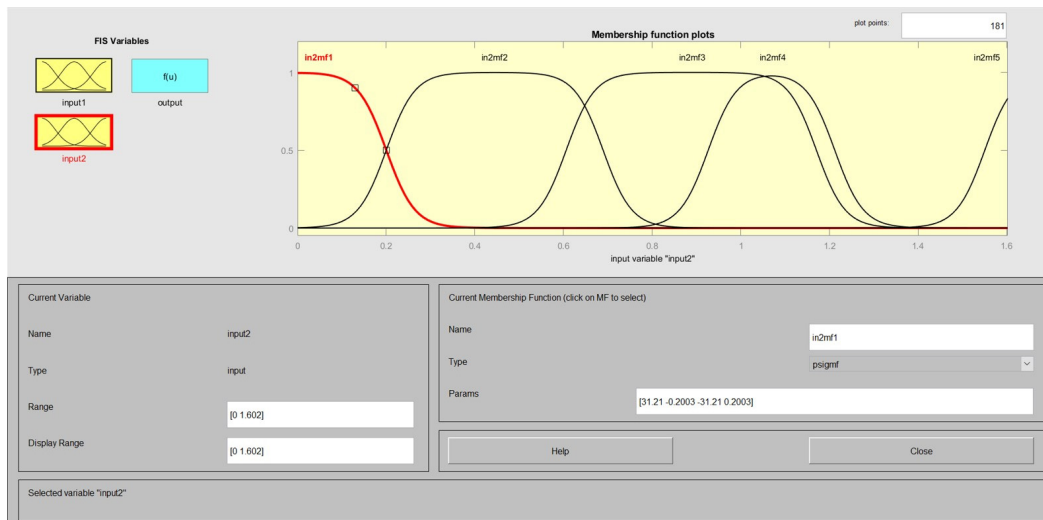 FIS Variables
f(u)
input1
output
input2
plot points:
181
Membership function plots
in2mf1
in2mf2
in2mf3
in2mf4
in2mf5
1
0.5
0
0
0.2
0.4
0.6
0.8
1
1.2
1.4
1.6
input variable "input2"
Current Variable
Name
input2
Type
input
Range
[0 1.602]
Display Range
[0 1.602]
Current Membership Function (click on MF to select)
Name
in2mf1
Type
psigmf
Params
[31.21 -0.2003 -31.21 0.2003]
Help
Close
Selected variable "input2"